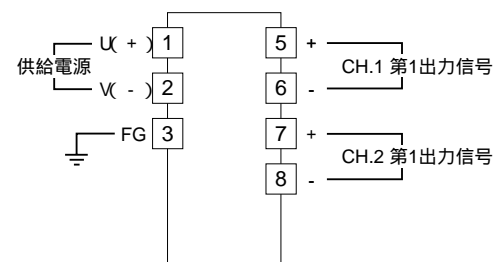 U( + ) 1
供給電源
V( - ) 2
FG 3
5 +
CH.1 第1出力信号
6 -
7 +
CH.2 第1出力信号
8 -